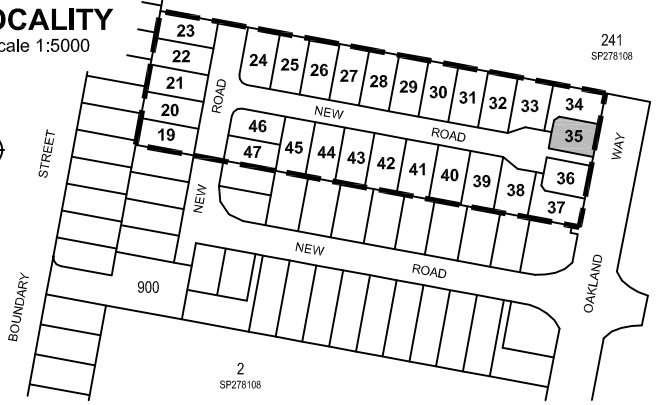 OCALITY
cale 1:5000
241
SP278108
23
22
21
20
19
ROAD
24
25
26
27
28
29
30
31
32
33
34
35
36
37
NEW
ROAD
46
47
45
44
43
42
41
40
39
38
WAY
STREET
NEW
NEW
ROAD
OAKLAND
BOUNDARY
900
2
SP278108